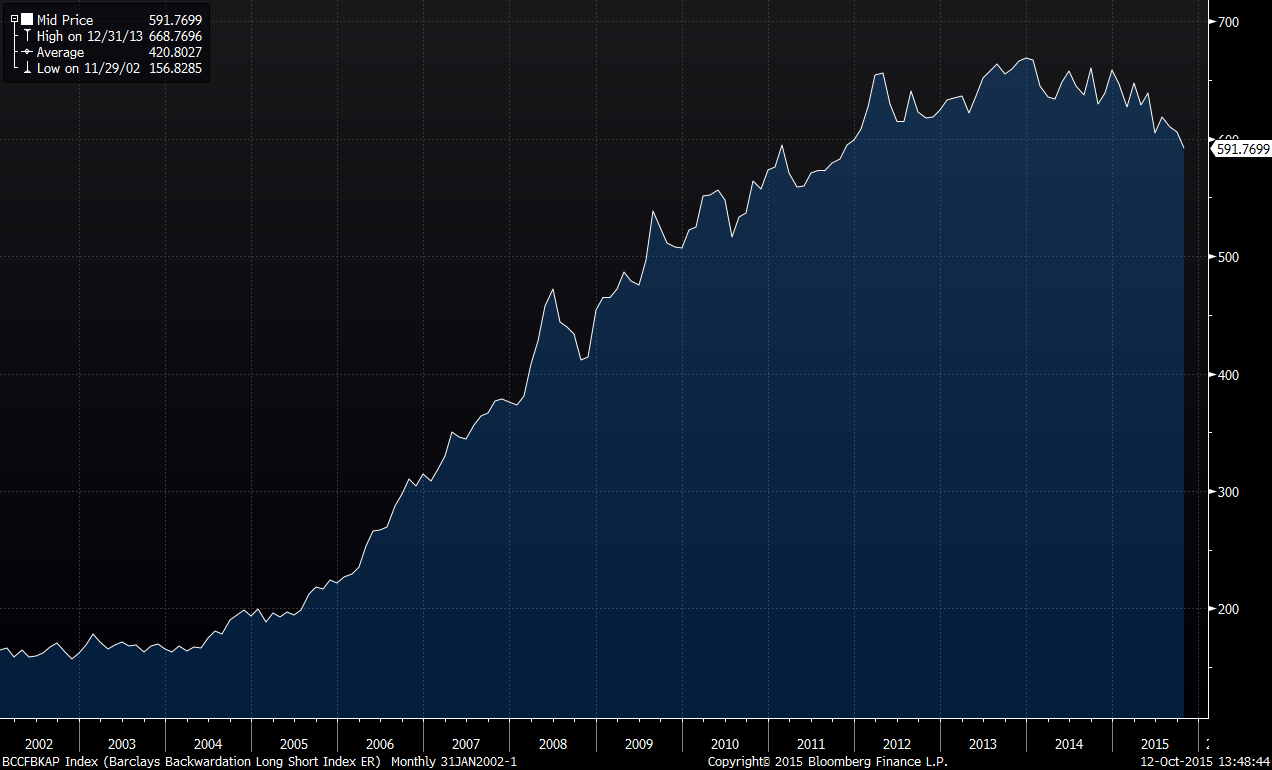 Mid Price 591.7699
High on 12/31/13 668.7696
Average 420.8027
Low on 11/29/02 156.8285
700
600
591.7699
500
400
300
200
2002 2003 2004 2005 2006 2007 2008 2009 2010 2011 2012 2013 2014 2015
BCCFBKAP Index (Barclays Backwardation Long Short Index ER) Monthly 31JAN2002-1 Copyright© 2015 Bloomberg Finance L.P. 12-Oct-2015 13:48:44